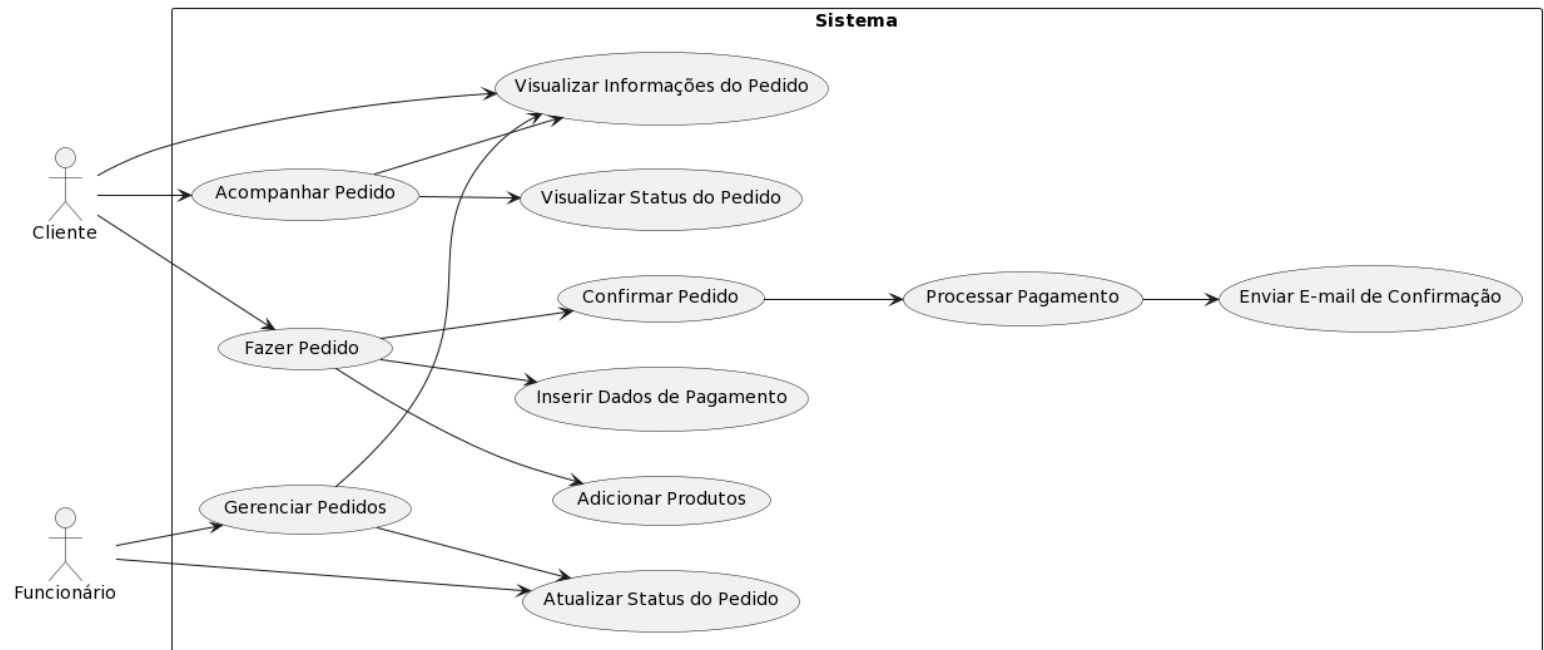 Sistema
Visualizar Informações do Pedido
Acompanhar Pedido
Visualizar Status do Pedido
Cliente
Confirmar Pedido
Processar Pagamento
Enviar E-mail de Confirmação
Fazer Pedido
Inserir Dados de Pagamento
Adicionar Produtos
Gerenciar Pedidos
Funcionário
Atualizar Status do Pedido